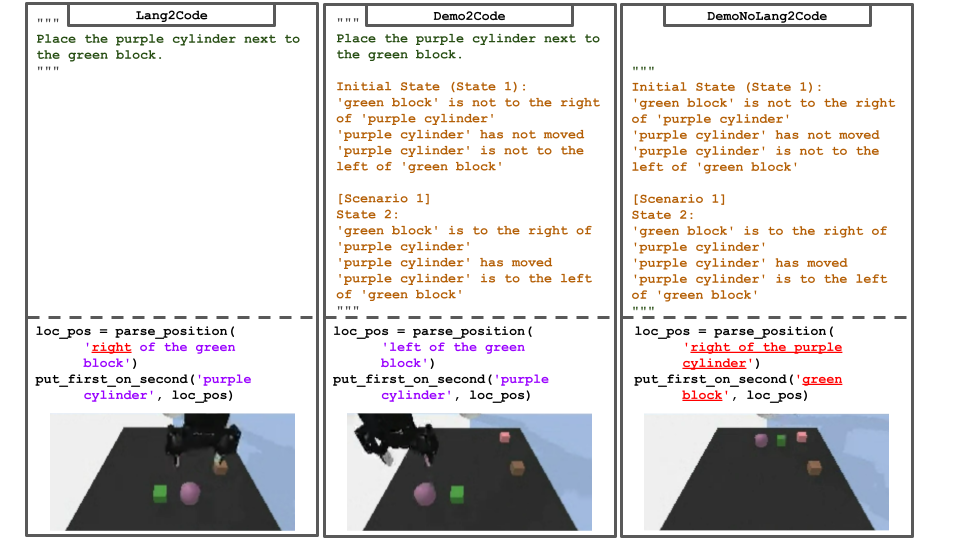 Lang2Code
"""
Place the purple cylinder next to
the green block.
"""
loc_pos = parse_position(
'right of the green
block')
put_first_on_second('purple
cylinder', loc_pos)
Demo2Code
"""
Place the purple cylinder next to
the green block.
Initial State (State 1):
'green block' is not to the right
of 'purple cylinder'
'purple cylinder' has not moved
'purple cylinder' is not to the
left of 'green block'
[Scenario 1]
State 2:
'green block' is to the right of
'purple cylinder'
'purple cylinder' has moved
'purple cylinder' is to the left
of 'green block'
"""
loc_pos = parse_position(
'left of the green
block')
put_first_on_second('purple
cylinder', loc_pos)
DemoNoLang2Code
"""
Initial State (State 1):
'green block' is not to the right
of 'purple cylinder'
'purple cylinder' has not moved
'purple cylinder' is not to the
left of 'green block'
[Scenario 1]
State 2:
'green block' is to the right of
'purple cylinder'
'purple cylinder' has moved
'purple cylinder' is to the left
of 'green block'
"""
loc_pos = parse_position(
'right of the purple
cylinder')
put_first_on_second('green
block', loc_pos)